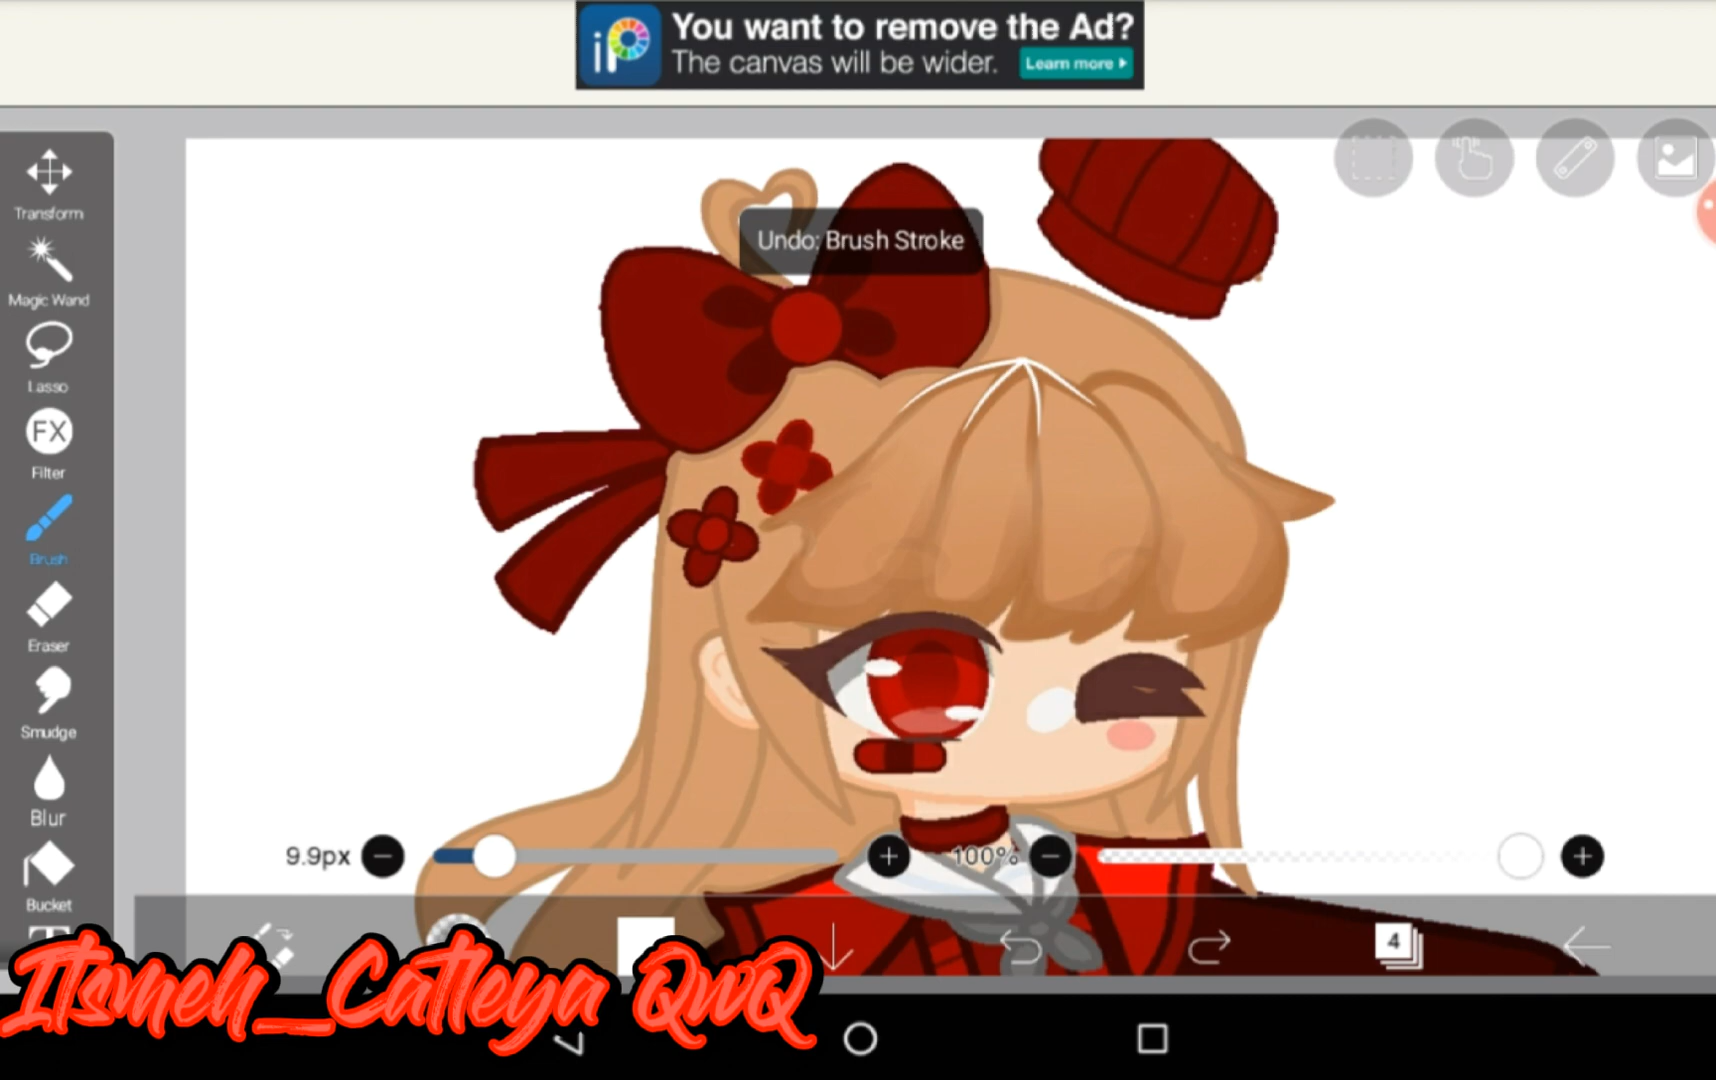 You want to remove the Ad?
The canvas will be wider.
Learn more
iP
Transform
Magic Wand
Lasso
FX
Filter
Brush
Eraser
Smudge
Blur
Bucket
Undo: Brush Stroke
9.9px
100%
4
Itsmeh_Catleya QwQ